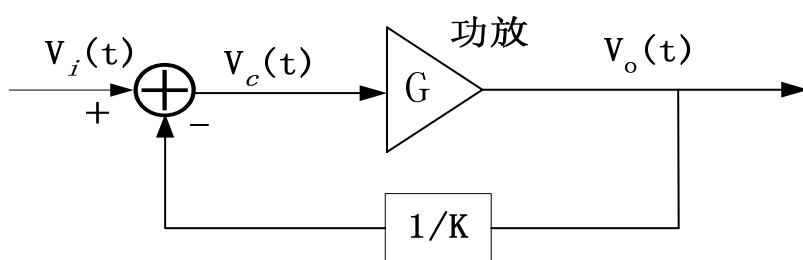 功放
V_i(t)
V_c(t)
G
V_o(t)
+
−
1/K